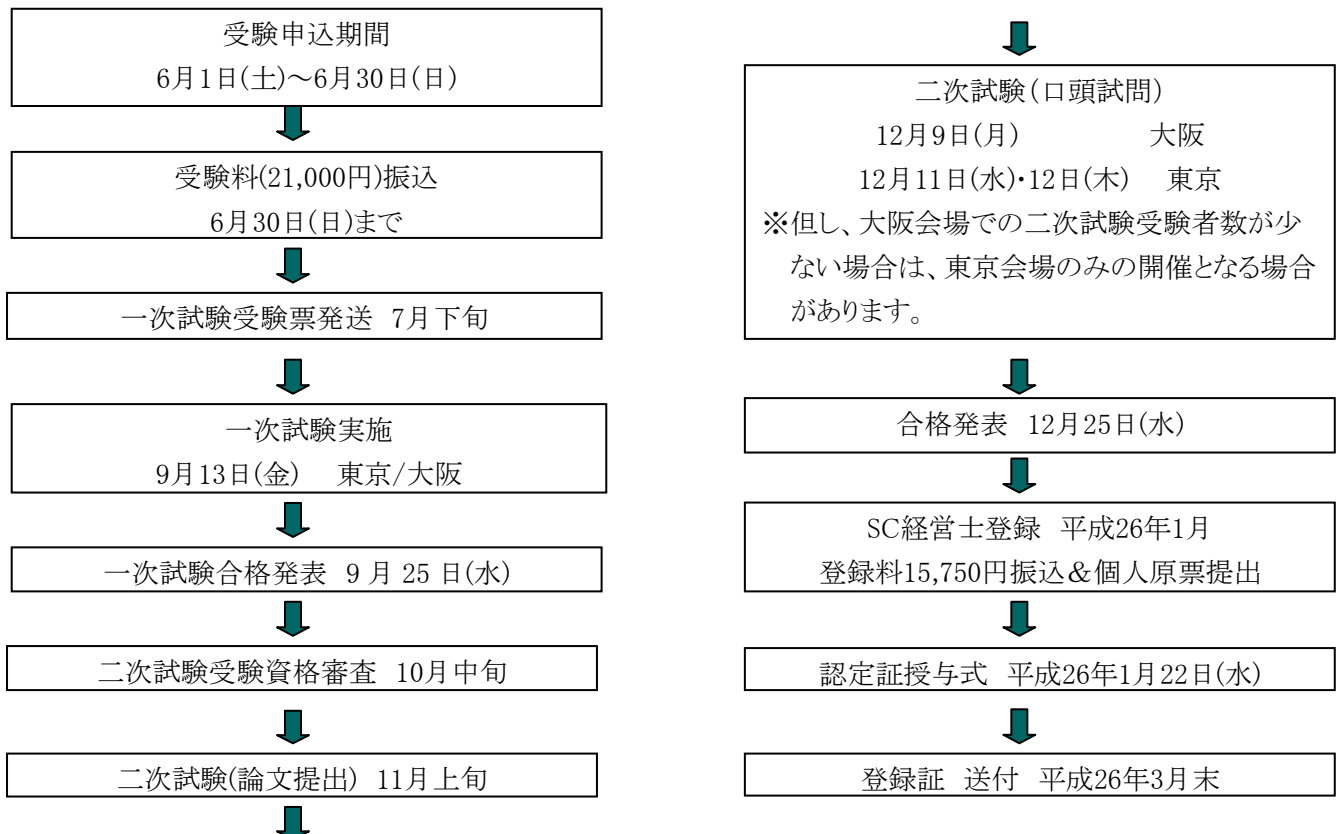 受験申込期間
6月1日(土)～6月30日(日)
受験料(21,000円)振込
6月30日(日)まで
一次試験受験票発送 7月下旬
一次試験実施
9月13日(金)　東京/大阪
一次試験合格発表 9 月 25 日(水)
二次試験受験資格審査 10月中旬
二次試験(論文提出) 11月上旬
二次試験(口頭試問)
12月9日(月)　大阪
12月11日(水)・12日(木)　東京
※但し、大阪会場での二次試験受験者数が少
ない場合は、東京会場のみの開催となる場合
があります。
合格発表 12月25日(水)
SC経営士登録 平成26年1月
登録料15,750円振込＆個人原票提出
認定証授与式 平成26年1月22日(水)
登録証 送付 平成26年3月末